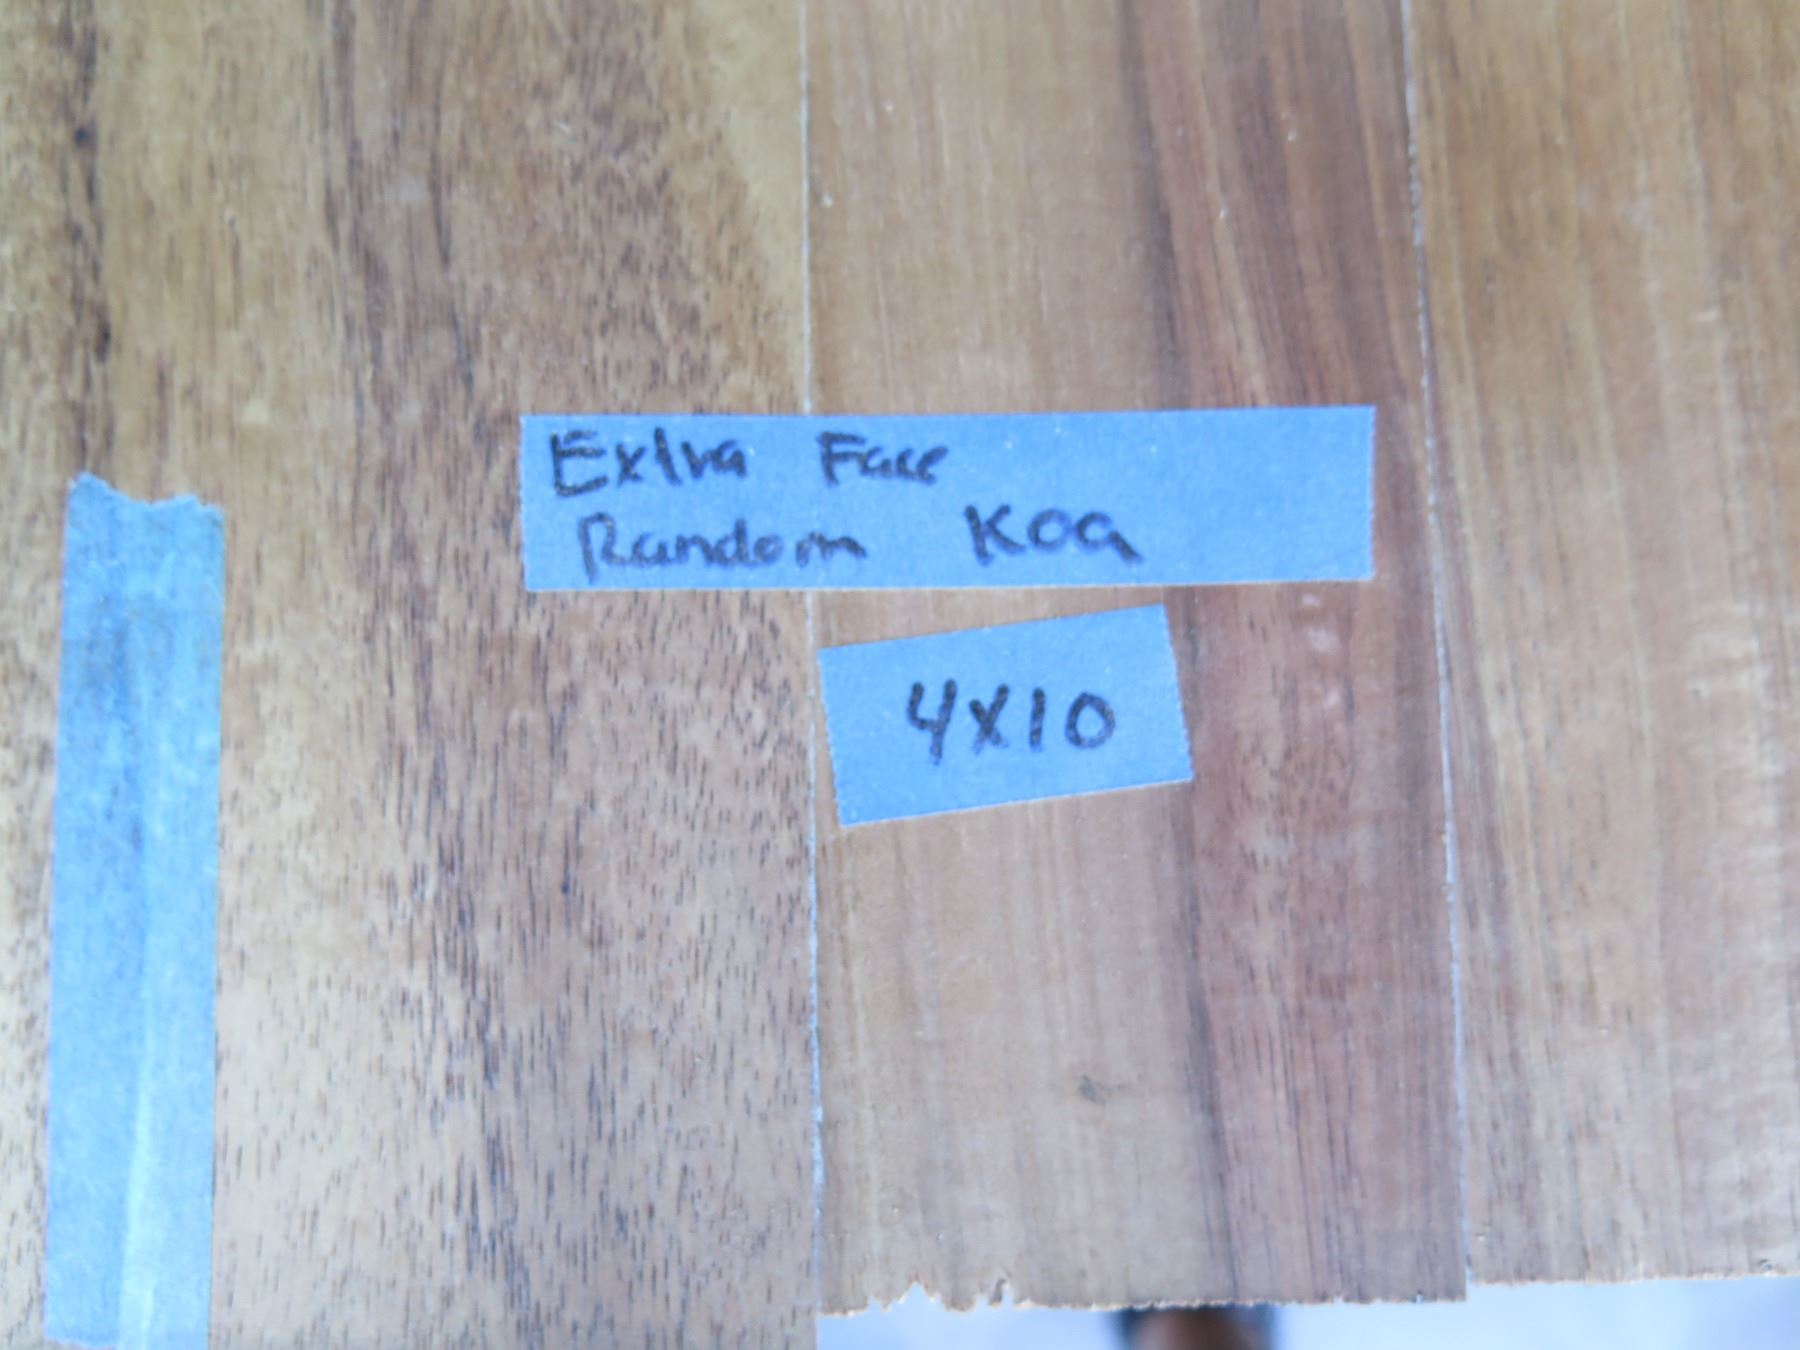 Extra Face
Random Koa
4X10